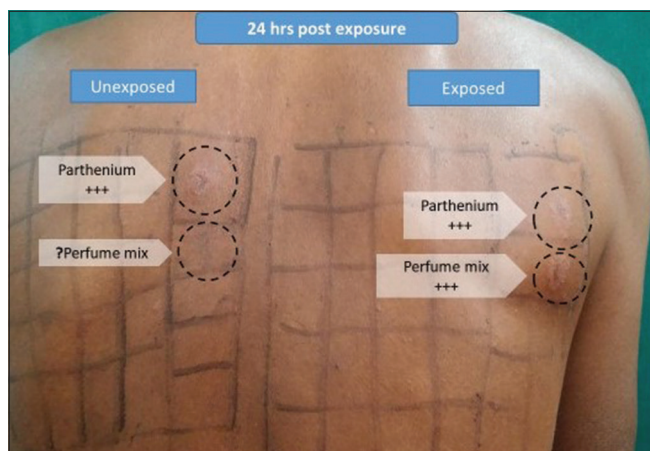 24 hrs post exposure
Unexposed
Exposed
Parthenium
+++
?Perfume mix
Parthenium
+++
Perfume mix
+++